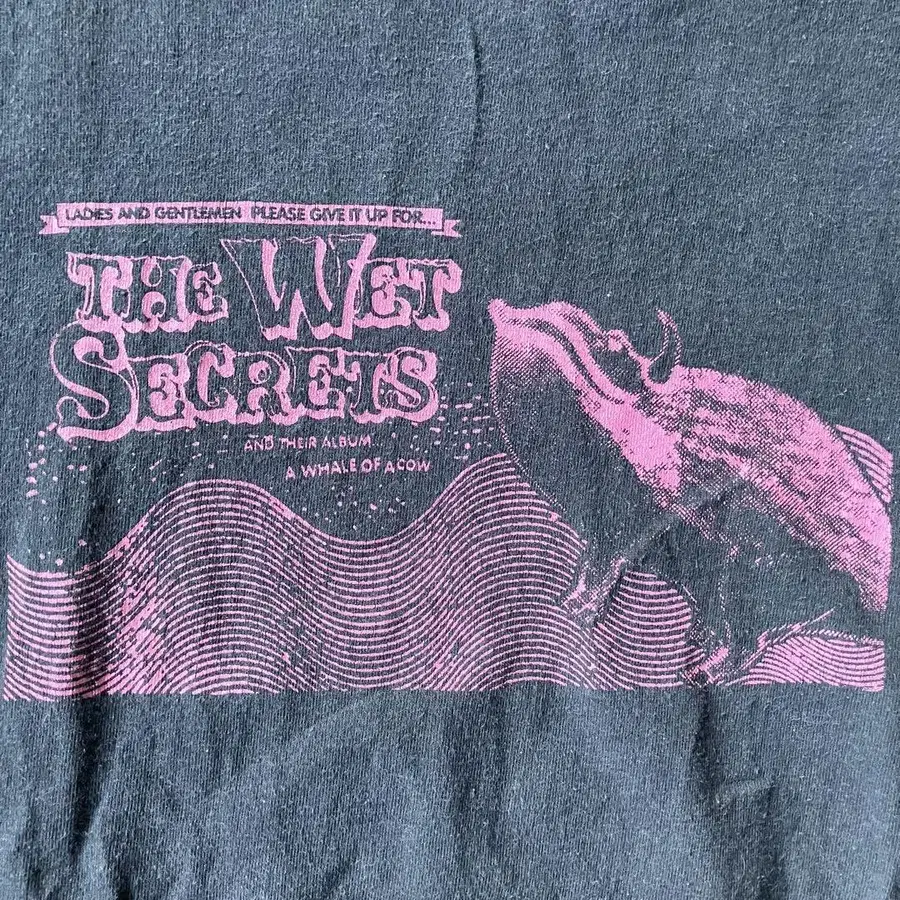 LADIES AND GENTLEMEN PLEASE GIVE IT UP FOR...
THE WET
SECRETS
AND THEIR ALBUM
A WHALE OF A COW